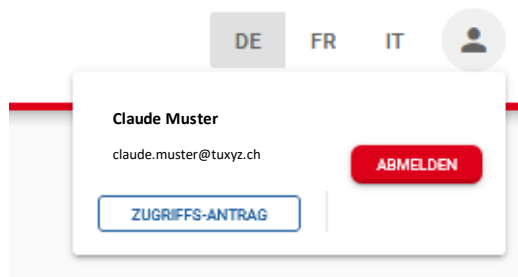 DE FR IT
Claude Muster
claude.muster@tuxyz.ch
ABMELDEN
ZUGRIFFS-ANTRAG